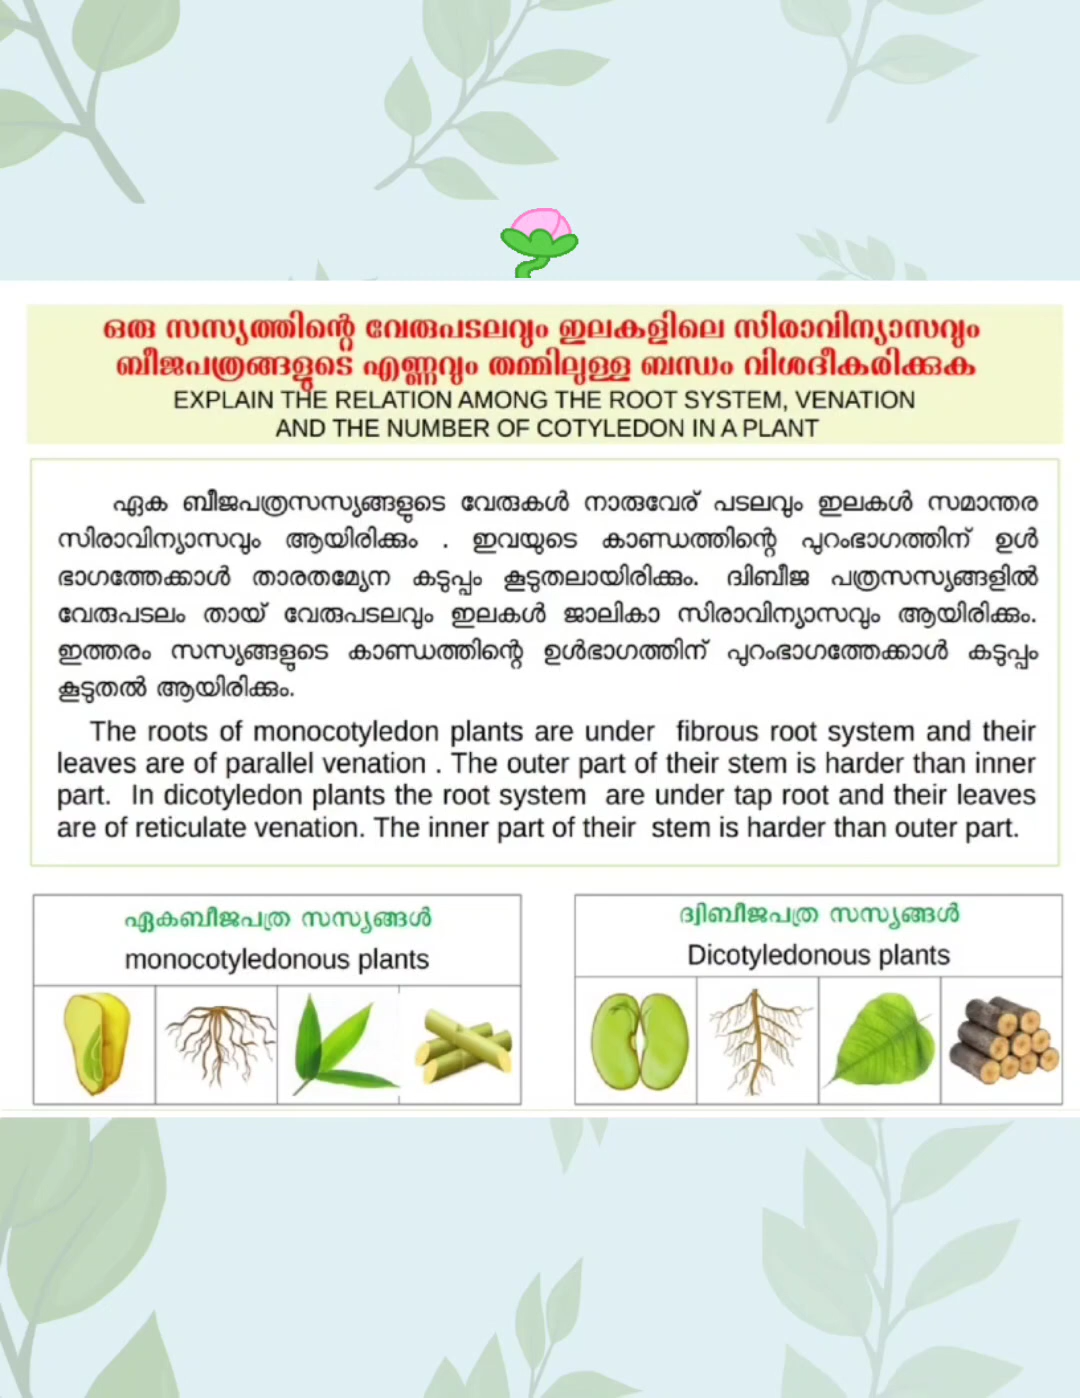 ഒരു സസ്യത്തിന്റെ വേരുപടലവും ഇലകളിലെ സിരാവിന്യാസവും
ബീജപത്രങ്ങളുടെ എണ്ണവും തമ്മിലുള്ള ബന്ധം വിശദീകരിക്കുക
EXPLAIN THE RELATION AMONG THE ROOT SYSTEM, VENATION
AND THE NUMBER OF COTYLEDON IN A PLANT
ഏക ബീജപത്രസസ്യങ്ങളുടെ വേരുകൾ നാരുവേര് പടലവും ഇലകൾ സമാന്തര
സിരാവിന്യാസവും ആയിരിക്കും . ഇവയുടെ കാണ്ഡത്തിന്റെ പുറംഭാഗത്തിന് ഉൾ
ഭാഗത്തേക്കാൾ താരതമ്യേന കടുപ്പം കൂടുതലായിരിക്കും. ദ്വിബീജ പത്രസസ്യങ്ങളിൽ
വേരുപടലം തായ് വേരുപടലവും ഇലകൾ ജാലികാ സിരാവിന്യാസവും ആയിരിക്കും.
ഇത്തരം സസ്യങ്ങളുടെ കാണ്ഡത്തിന്റെ ഉൾഭാഗത്തിന് പുറംഭാഗത്തേക്കാൾ കടുപ്പം
കൂടുതൽ ആയിരിക്കും.
The roots of monocotyledon plants are under fibrous root system and their
leaves are of parallel venation . The outer part of their stem is harder than inner
part. In dicotyledon plants the root system are under tap root and their leaves
are of reticulate venation. The inner part of their stem is harder than outer part.
ഏകബീജപത്ര സസ്യങ്ങൾ
monocotyledonous plants
ദ്വിബീജപത്ര സസ്യങ്ങൾ
Dicotyledonous plants